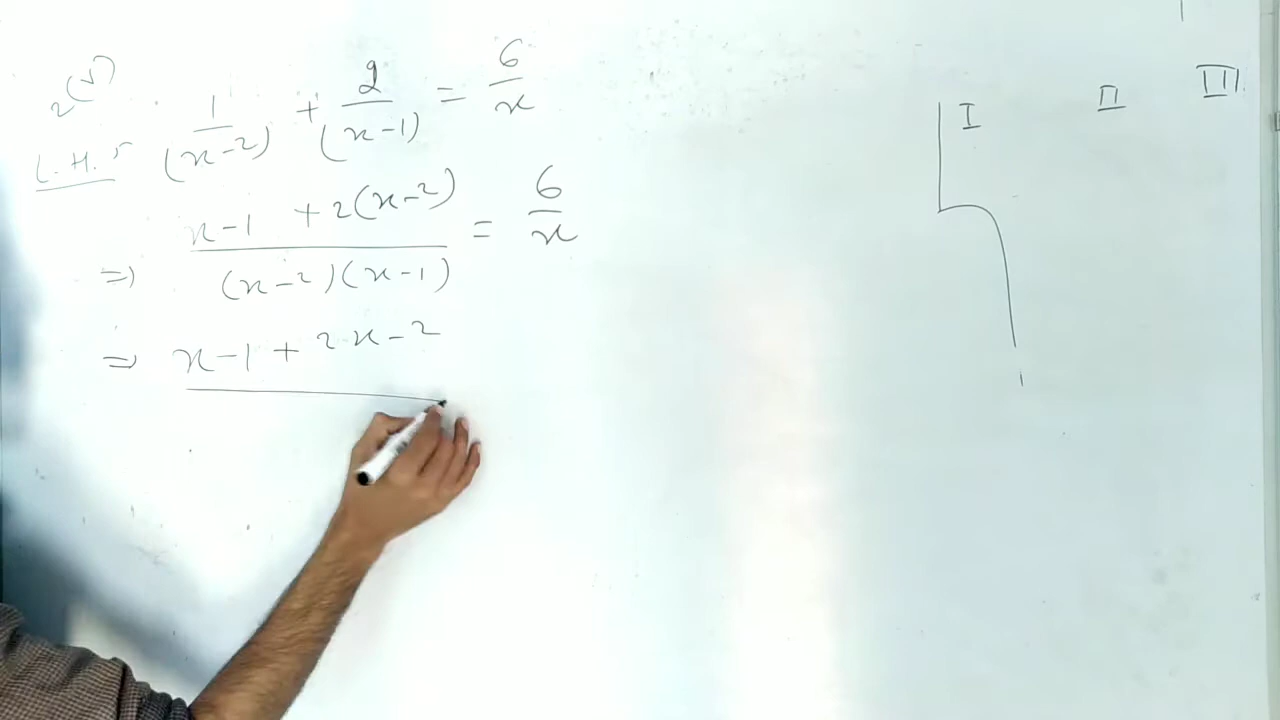 2(v) 1/(x-2) + 2/(x-1) = 6/x
L.H.S
=> x-1 +2(x-2)/(x-2)(x-1) = 6/x
=> x-1+2x-2
I II III